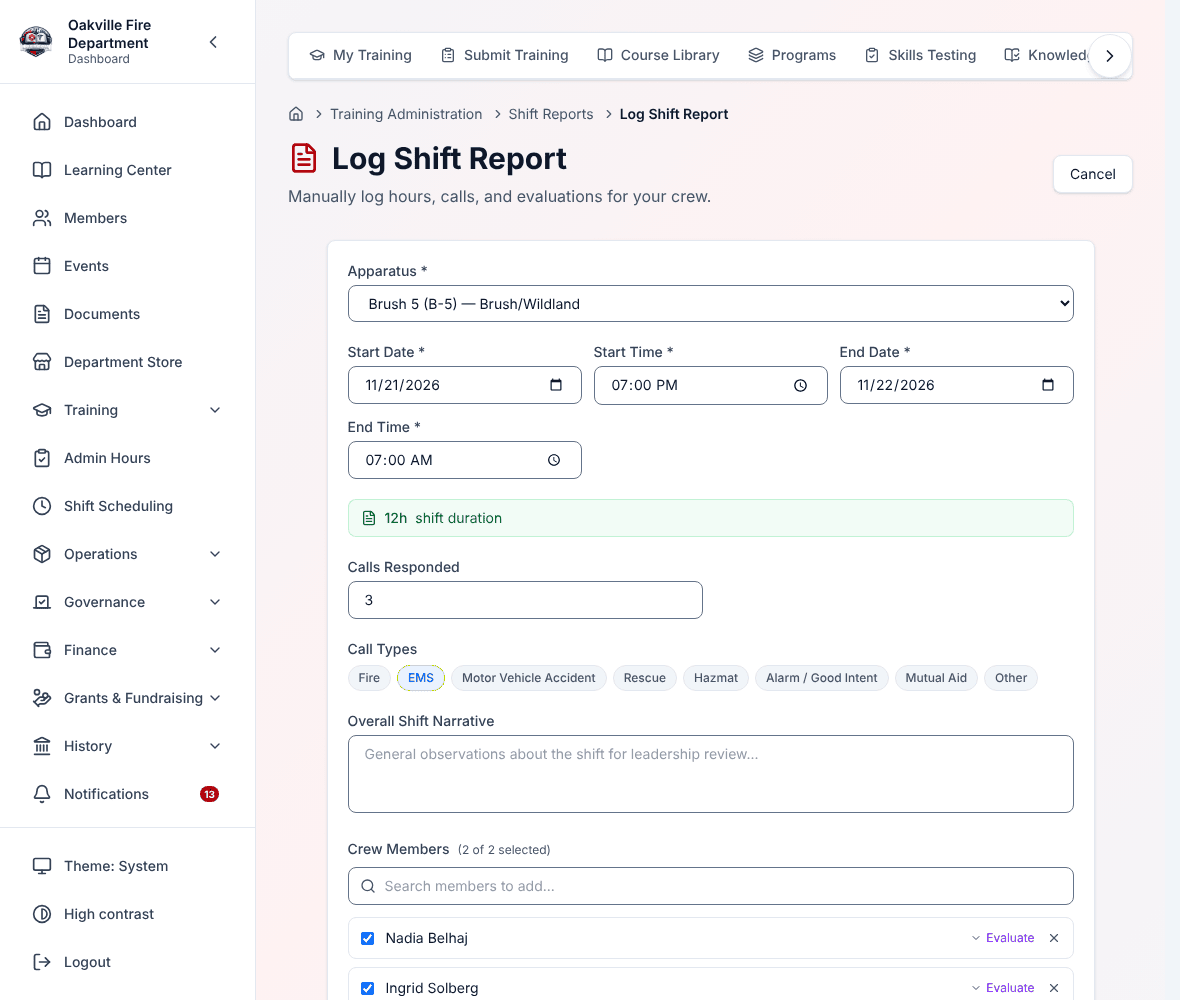 Oakville Fire
Department
Dashboard
Dashboard
Learning Center
Members
Events
Documents
Department Store
Training
Admin Hours
Shift Scheduling
Operations
Governance
Finance
Grants & Fundraising
History
Notifications 13
Theme: System
High contrast
Logout
My Training Submit Training Course Library Programs Skills Testing Knowledg
Training Administration Shift Reports Log Shift Report
Log Shift Report
Manually log hours, calls, and evaluations for your crew.
Cancel
Apparatus *
Brush 5 (B-5) — Brush/Wildland
Start Date * Start Time * End Date *
11/21/2026 07:00 PM 11/22/2026
End Time *
07:00 AM
12h shift duration
Calls Responded
3
Call Types
Fire EMS Motor Vehicle Accident Rescue Hazmat Alarm / Good Intent Mutual Aid Other
Overall Shift Narrative
General observations about the shift for leadership review...
Crew Members (2 of 2 selected)
Search members to add...
Nadia Belhaj Evaluate
Ingrid Solberg Evaluate